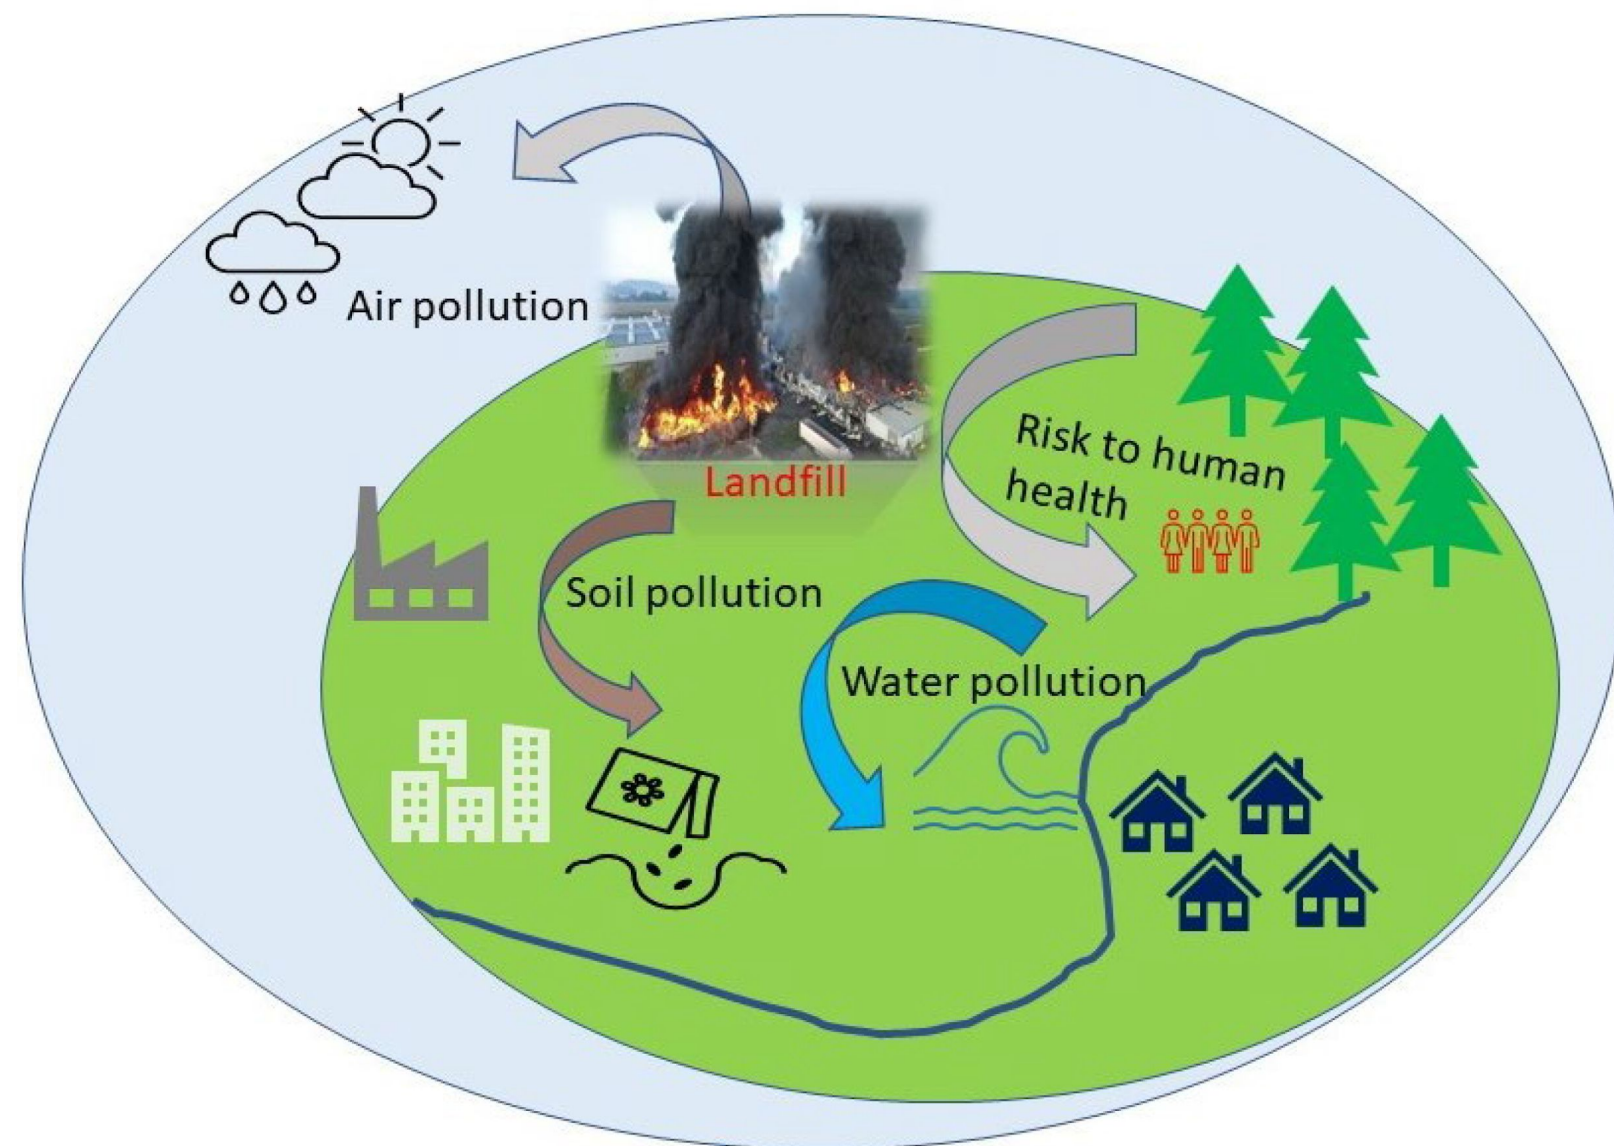 Air pollution
Landfill
Risk to human
health
Soil pollution
Water pollution